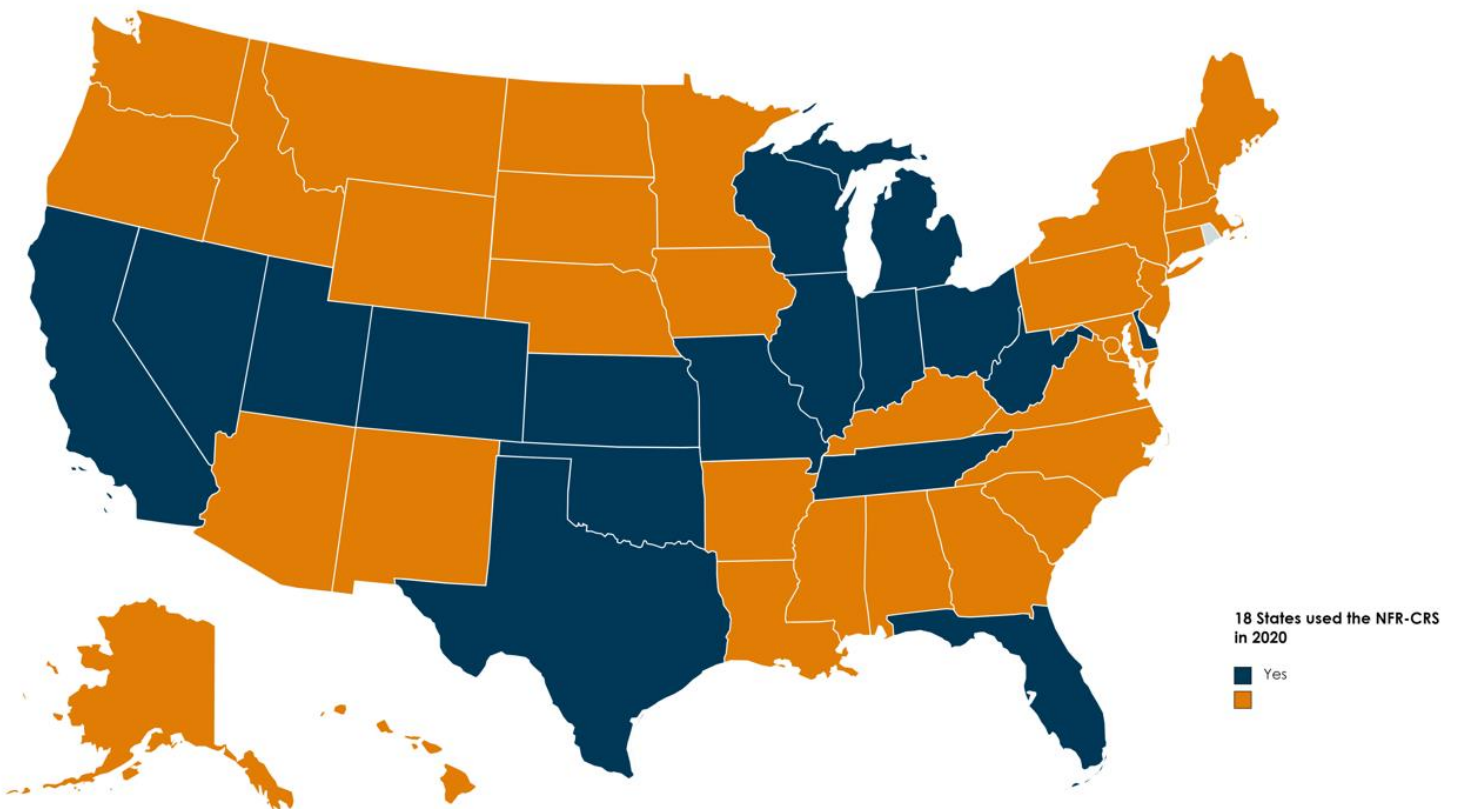 18 States used the NFR-CRS
in 2020
Yes